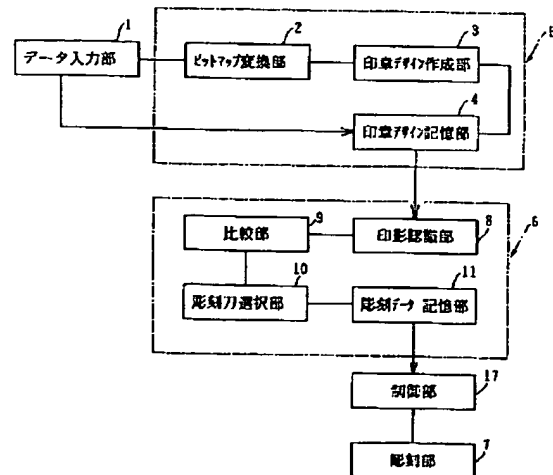 1
データ入力部
2
ビットマップ変換部
3
印章デザイン作成部
4
印章デザイン記憶部
9
比較部
8
印影認識部
6
10
彫刻刀選択部
11
彫刻データ記憶部
17
制御部
7
彫刻部